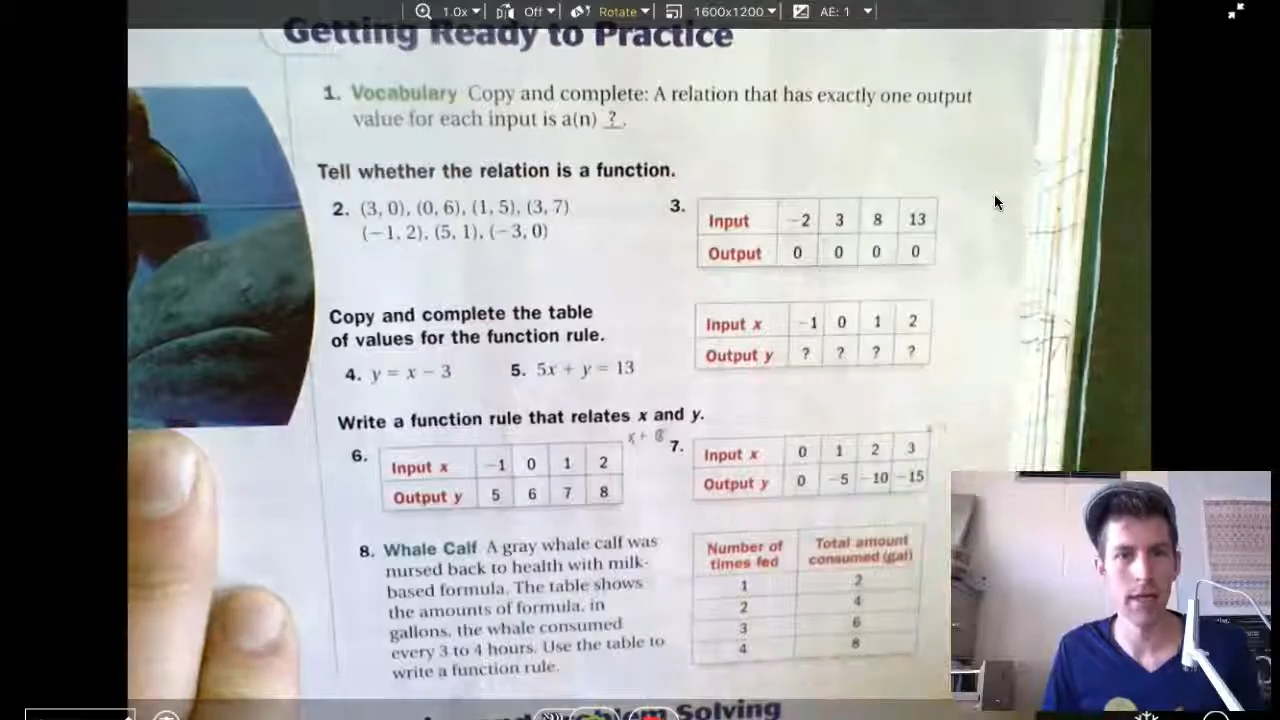 1.0x Off Rotate 1600x1200 AE: 1
Getting Ready to Practice
1. Vocabulary Copy and complete: A relation that has exactly one output
value for each input is a(n) ?.
Tell whether the relation is a function.
2. (3, 0), (0, 6), (1, 5), (3, 7)
(−1, 2), (5, 1), (−3, 0)
3.
Input −2 3 8 13
Output 0 0 0 0
Copy and complete the table
of values for the function rule.
4. y = x − 3 5. 5x + y = 13
Input x −1 0 1 2
Output y ? ? ? ?
Write a function rule that relates x and y.
6.
Input x −1 0 1 2
Output y 5 6 7 8
7.
Input x 0 1 2 3
Output y 0 −5 −10 −15
8. Whale Calf A gray whale calf was
nursed back to health with milk-
based formula. The table shows
the amounts of formula, in
gallons, the whale consumed
every 3 to 4 hours. Use the table to
write a function rule.
Number of times fed Total amount consumed (gal)
1 2
2 4
3 6
4 8
Solving